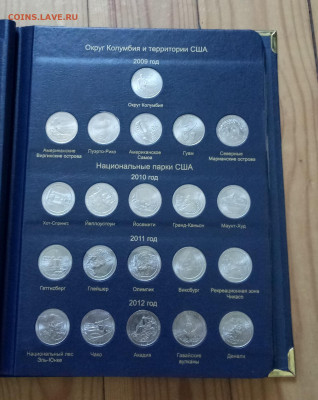 COINS.LAVE.RU
Округ Колумбия и территории США
2009 год
Округ Колумбия
Американские Виргинские острова
Пуэрто-Рико
Американское Самоа
Гуам
Северные Марианские острова
Национальные парки США
2010 год
Хот-Спрингс
Йеллоустоун
Йосемити
Гранд-Каньон
Маунт-Худ
2011 год
Геттисберг
Глейшер
Олимпик
Виксберг
Рекреационная зона Чикасо
2012 год
Национальный лес Эль-Юнке
Чако
Акадия
Гавайские вулканы
Денали